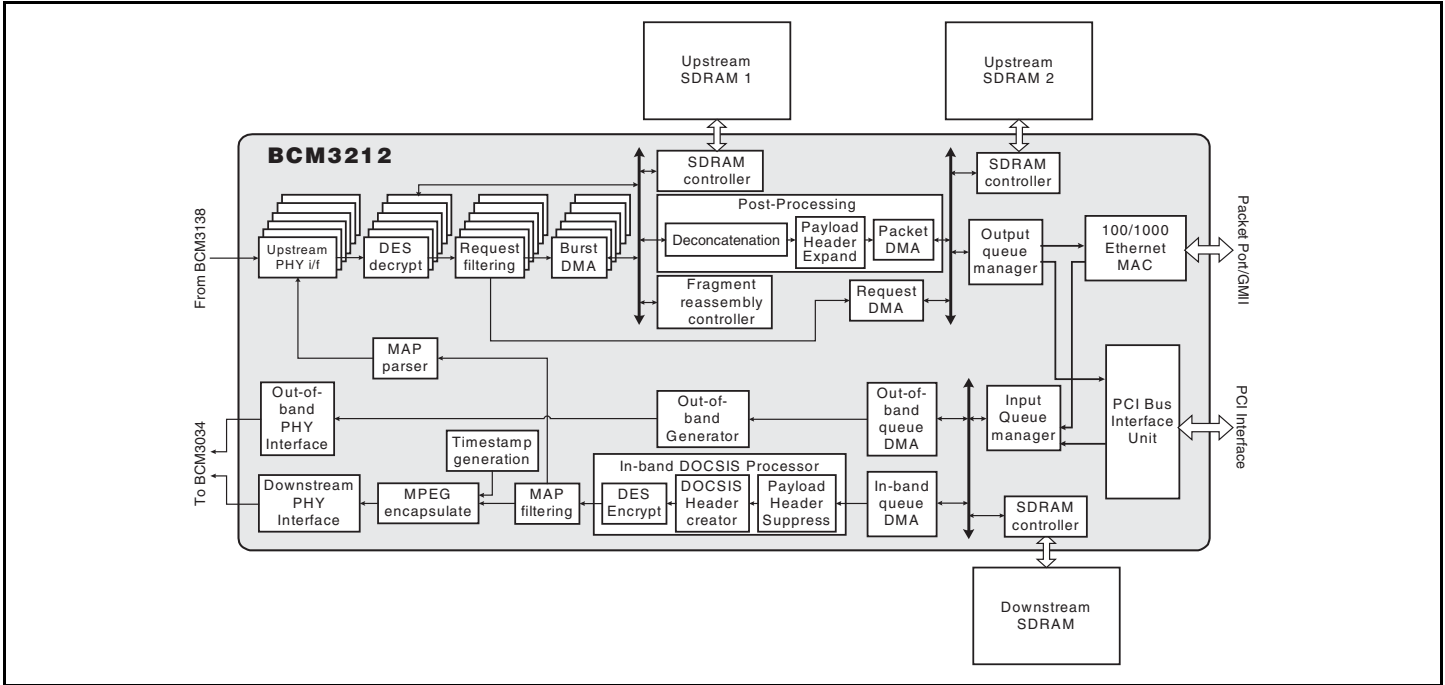 Upstream
SDRAM 1
Upstream
SDRAM 2
BCM3212
SDRAM
controller
SDRAM
controller
From BCM3138
Upstream
PHY i/f
DES
decrypt
Request
filtering
Burst
DMA
Post-Processing
Deconcatenation
Payload
Header
Expand
Packet
DMA
Output
queue
manager
100/1000
Ethernet
MAC
Packet Port/GMII
Fragment
reassembly
controller
Request
DMA
MAP
parser
Out-of-
band PHY
Interface
Out-of-
band
Generator
Out-of-
band
queue
DMA
Input
Queue
manager
PCI Bus
Interface
Unit
PCI Interface
To BCM3034
Timestamp
generation
In-band DOCSIS Processor
Downstream
PHY
Interface
MPEG
encapsulate
MAP
filtering
DES
Encrypt
DOCSIS
Header
creator
Payload
Header
Suppress
In-band
queue
DMA
SDRAM
controller
Downstream
SDRAM